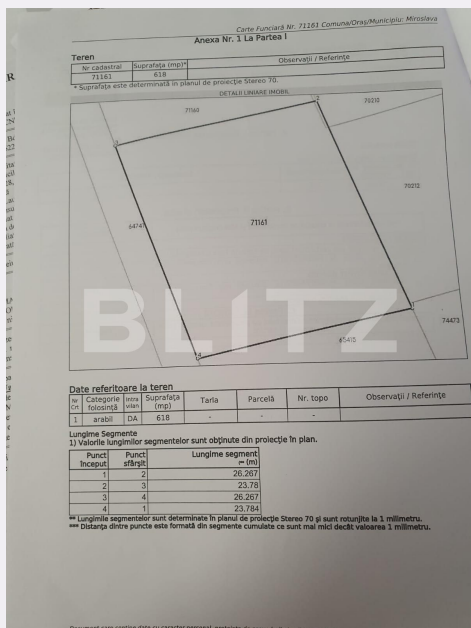 Carte Funciară Nr. 71161 Comuna/Oraș/Municipiu: Miroslava
Anexa Nr. 1 La Partea I
Teren
Nr cadastral Suprafața (mp)* Observații / Referințe
71161 618
* Suprafața este determinată în planul de proiecție Stereo 70.
DETALII LINIARE IMOBIL
71160
2
70210
70212
64741
71161
1
74473
65415
4
BLITZ
Date referitoare la teren
Nr Crt Categorie folosință Intra vilan Suprafața (mp) Tarla Parcelă Nr. topo Observații / Referințe
1 arabil DA 618 - - -
Lungime Segmente
1) Valorile lungimilor segmentelor sunt obținute din proiecție în plan.
Punct început Punct sfârșit Lungime segment (** (m)
1 2 26.267
2 3 23.78
3 4 26.267
4 1 23.784
** Lungimile segmentelor sunt determinate în planul de proiecție Stereo 70 și sunt rotunjite la 1 milimetru.
*** Distanța dintre puncte este formată din segmente cumulate ce sunt mai mici decât valoarea 1 milimetru.